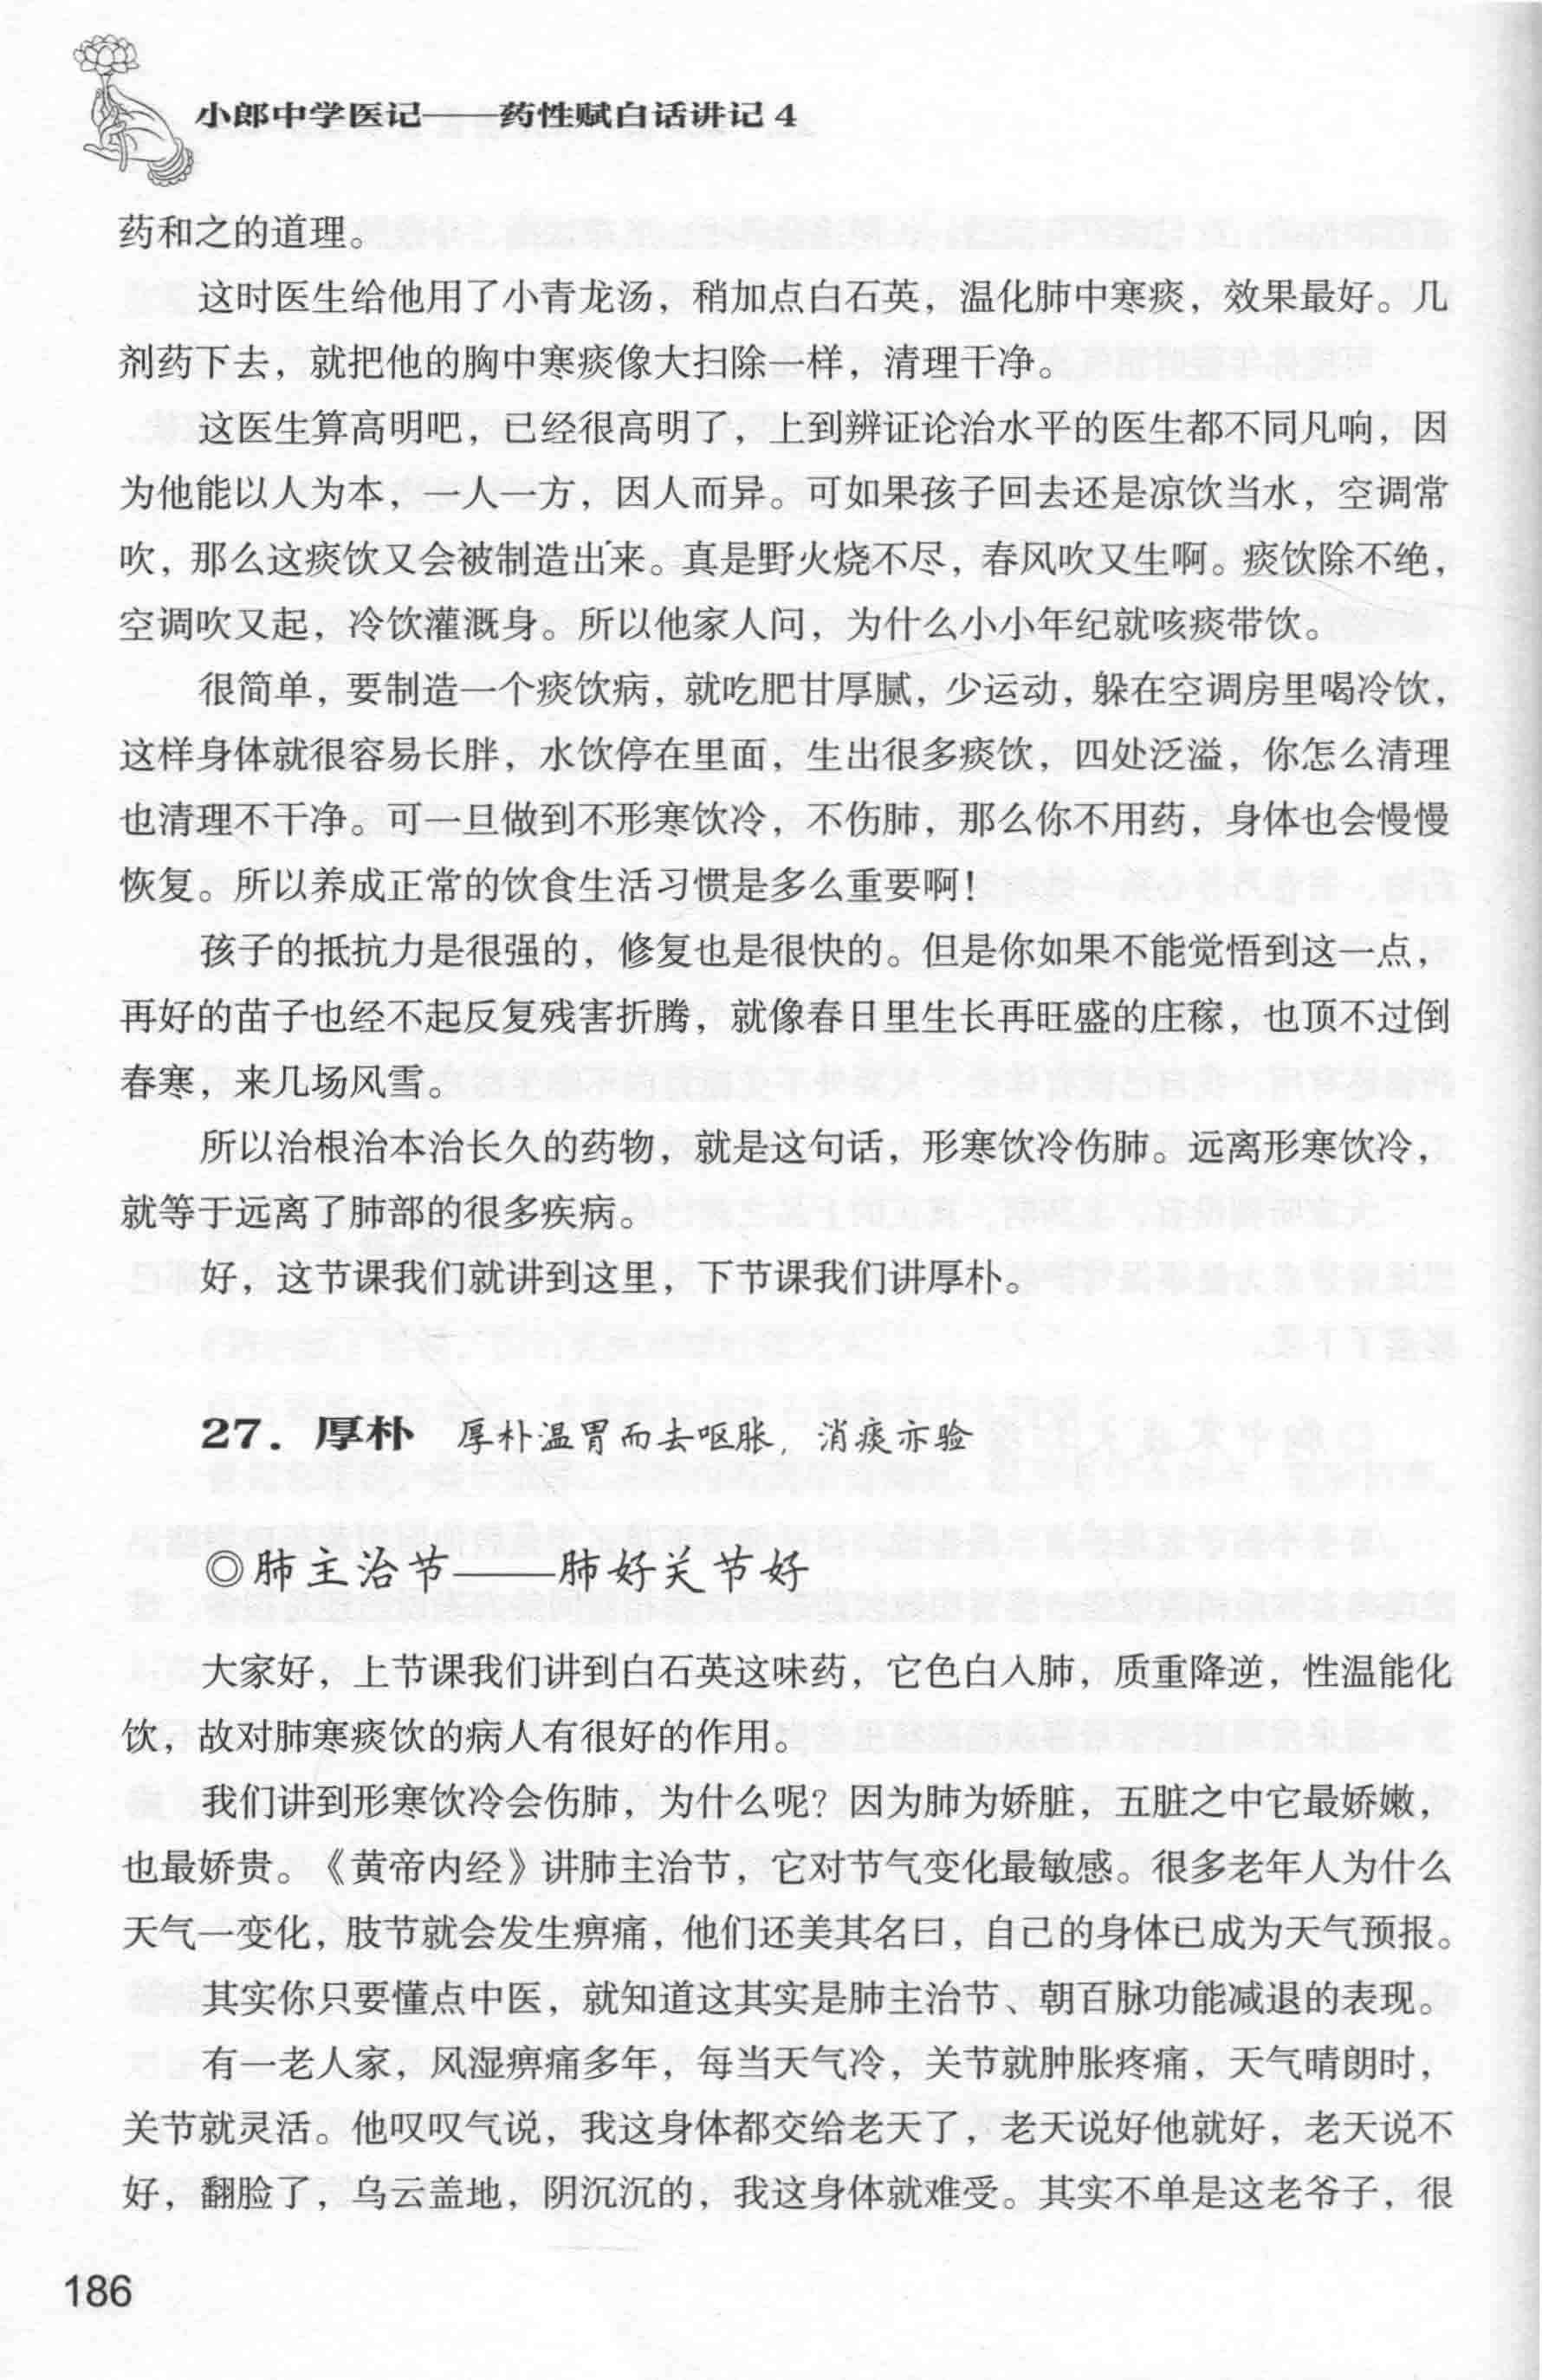 小郎中学医记——药性赋白话讲记 4
药和之的道理。
这时医生给他用了小青龙汤，稍加点白石英，温化肺中寒痰，效果最好。几
剂药下去，就把他的胸中寒痰像大扫除一样，清理干净。
这医生算高明吧，已经很高明了，上到辨证论治水平的医生都不同凡响，因
为他能以人为本，一人一方，因人而异。可如果孩子回去还是凉饮当水，空调常
吹，那么这痰饮又会被制造出来。真是野火烧不尽，春风吹又生啊。痰饮除不绝，
空调吹又起，冷饮灌溉身。所以他家人问，为什么小小年纪就咳痰带饮。
很简单，要制造一个痰饮病，就吃肥甘厚腻，少运动，躲在空调房里喝冷饮，
这样身体就很容易长胖，水饮停在里面，生出很多痰饮，四处泛溢，你怎么清理
也清理不干净。可一旦做到不形寒饮冷，不伤肺，那么你不用药，身体也会慢慢
恢复。所以养成正常的饮食生活习惯是多么重要啊！
孩子的抵抗力是很强的，修复也是很快的。但是你如果不能觉悟到这一点，
再好的苗子也经不起反复残害折腾，就像春日里生长再旺盛的庄稼，也顶不过倒
春寒，来几场风雪。
所以治根治本治长久的药物，就是这句话，形寒饮冷伤肺。远离形寒饮冷，
就等于远离了肺部的很多疾病。
好，这节课我们就讲到这里，下节课我们讲厚朴。
27．厚朴 厚朴温胃而去呕胀，消痰亦验
◎肺主治节——肺好关节好
大家好，上节课我们讲到白石英这味药，它色白入肺，质重降逆，性温能化
饮，故对肺寒痰饮的病人有很好的作用。
我们讲到形寒饮冷会伤肺，为什么呢？因为肺为娇脏，五脏之中它最娇嫩，
也最娇贵。《黄帝内经》讲肺主治节，它对节气变化最敏感。很多老年人为什么
天气一变化，肢节就会发生痹痛，他们还美其名曰，自己的身体已成为天气预报。
其实你只要懂点中医，就知道这其实是肺主治节、朝百脉功能减退的表现。
有一老人家，风湿痹痛多年，每当天气冷，关节就肿胀疼痛，天气晴朗时，
关节就灵活。他叹叹气说，我这身体都交给老天了，老天说好他就好，老天说不
好，翻脸了，乌云盖地，阴沉沉的，我这身体就难受。其实不单是这老爷子，很
186